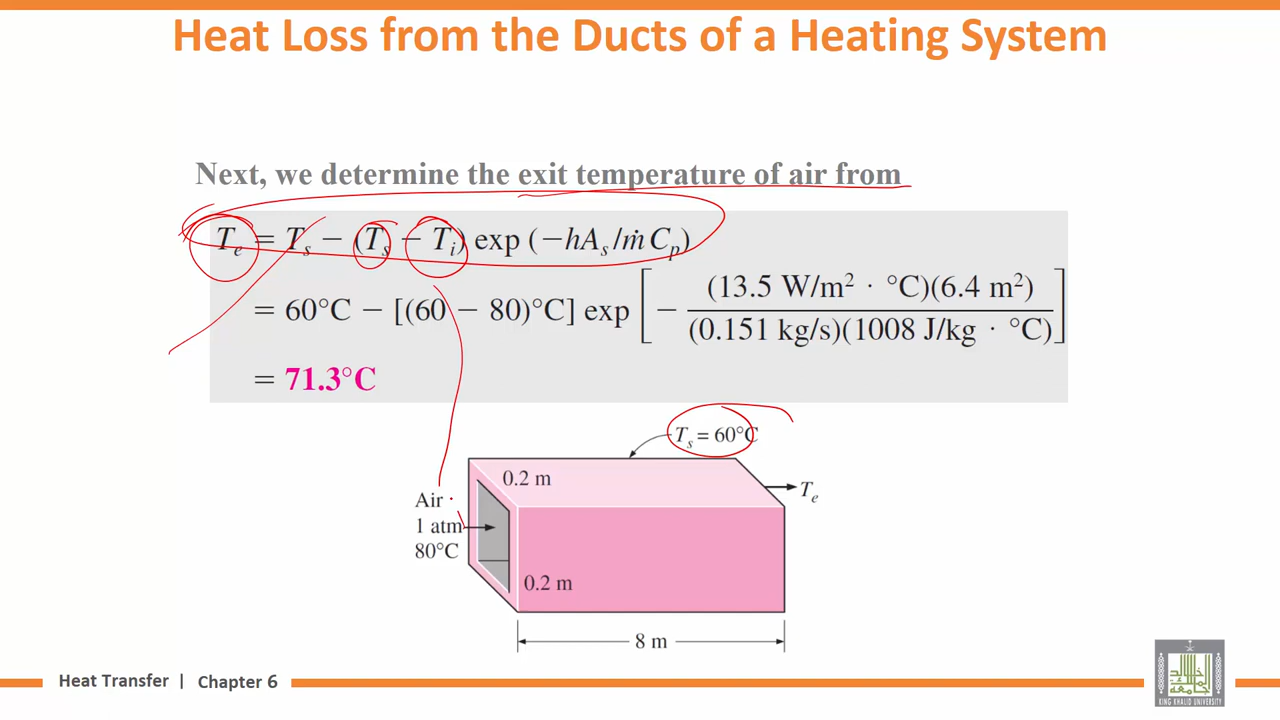 Heat Loss from the Ducts of a Heating System
Next, we determine the exit temperature of air from
Te = Ts − (Ts − Ti) exp (−hAs/ṁ Cp)
= 60°C − [(60 − 80)°C] exp [− (13.5 W/m² · °C)(6.4 m²) / (0.151 kg/s)(1008 J/kg · °C)]
= 71.3°C
Ts = 60°C
0.2 m
Te
Air
1 atm
80°C
0.2 m
8 m
Heat Transfer | Chapter 6
KING KHALID UNIVERSITY